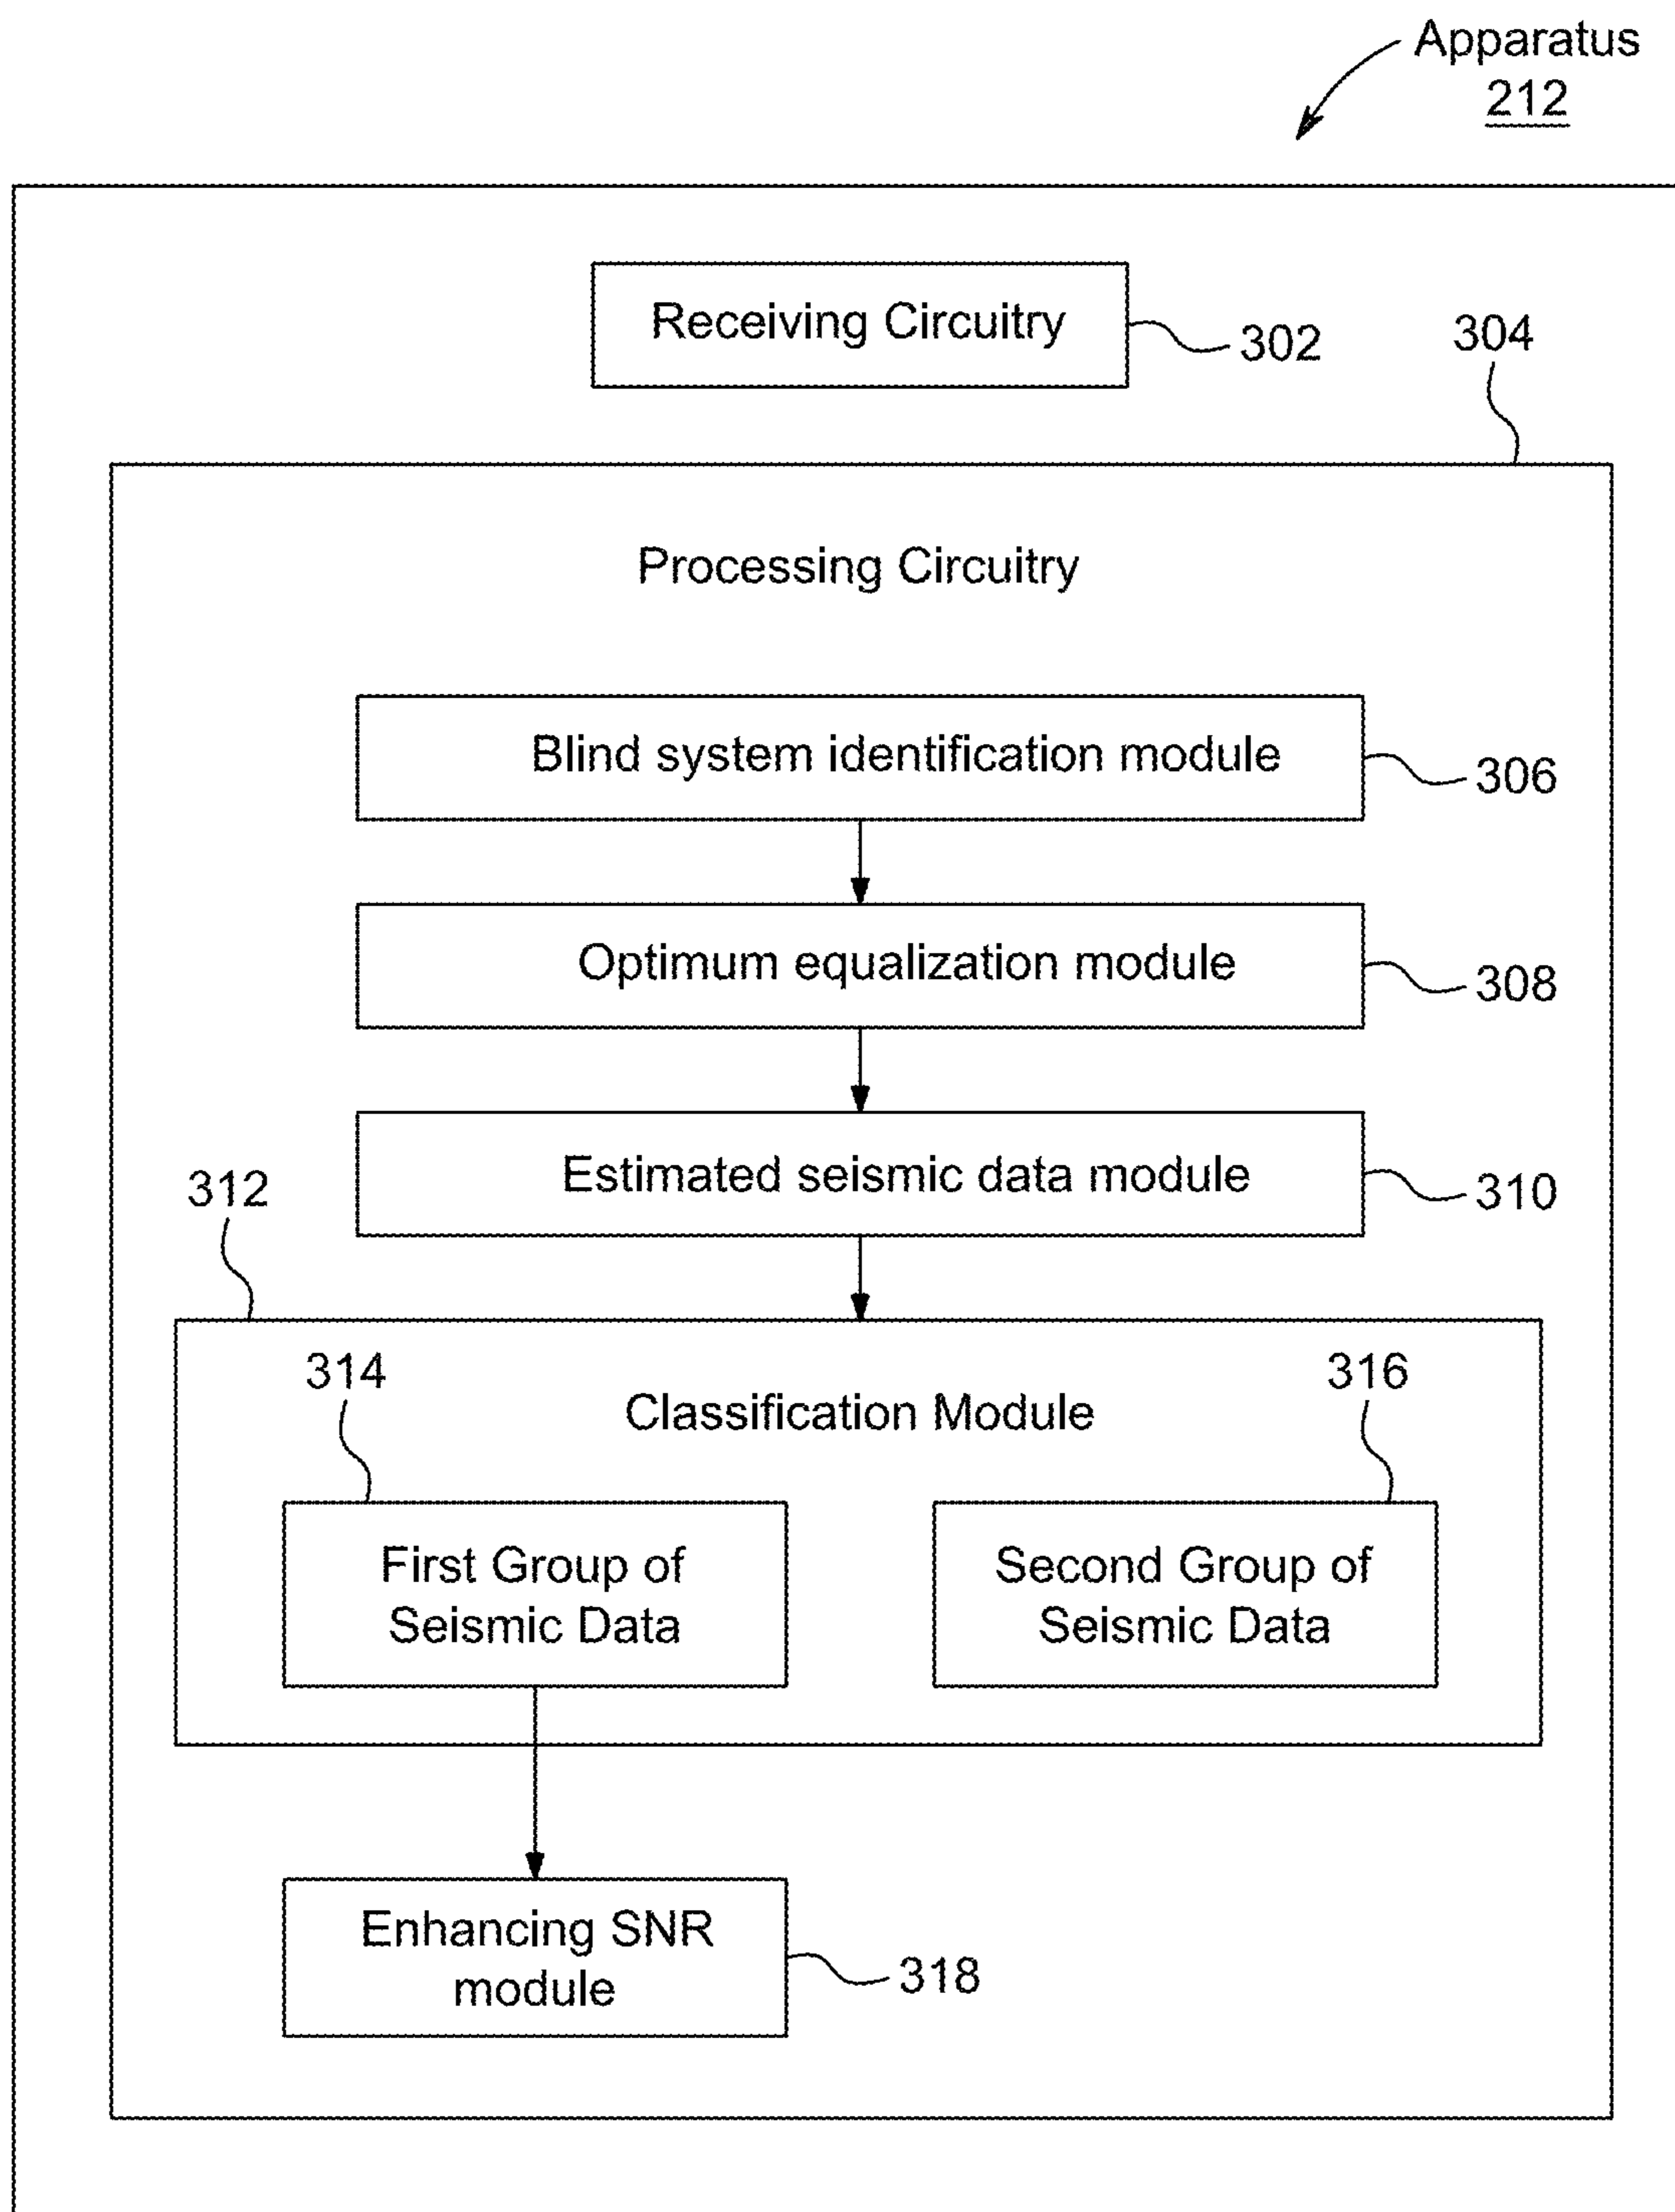 Apparatus
212
Receiving Circuitry
302
304
Processing Circuitry
Blind system identification module
306
Optimum equalization module
308
Estimated seismic data module
310
312
314
Classification Module
316
First Group of
Seismic Data
Second Group of
Seismic Data
Enhancing SNR
module
318